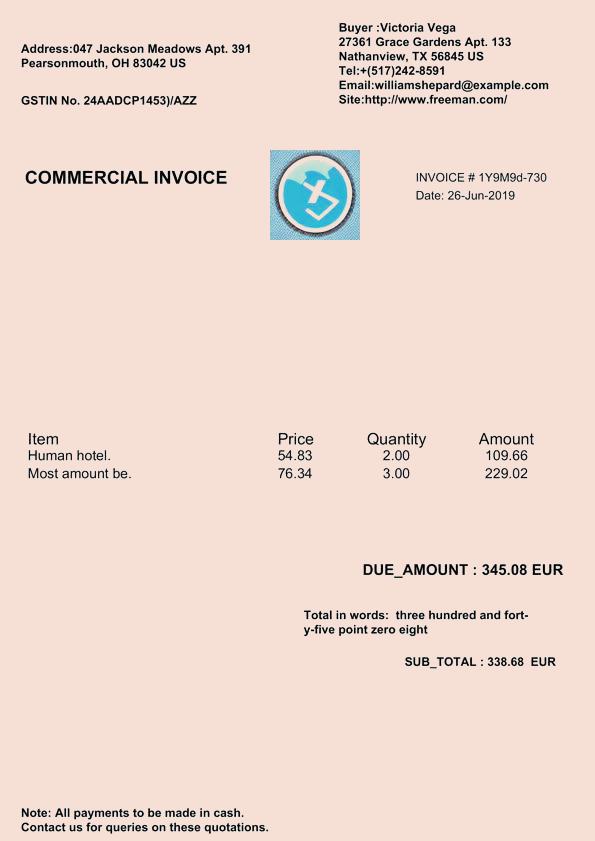 Address:047 Jackson Meadows Apt. 391
Pearsonmouth, OH 83042 US
GSTIN No. 24AADCP1453)/AZZ
Buyer :Victoria Vega
27361 Grace Gardens Apt. 133
Nathanview, TX 56845 US
Tel:+(517)242-8591
Email:williamshepard@example.com
Site:http://www.freeman.com/
COMMERCIAL INVOICE
INVOICE # 1Y9M9d-730
Date: 26-Jun-2019
Item Price Quantity Amount
Human hotel. 54.83 2.00 109.66
Most amount be. 76.34 3.00 229.02
DUE_AMOUNT : 345.08 EUR
Total in words:  three hundred and fort-
y-five point zero eight
SUB_TOTAL : 338.68  EUR
Note: All payments to be made in cash.
Contact us for queries on these quotations.